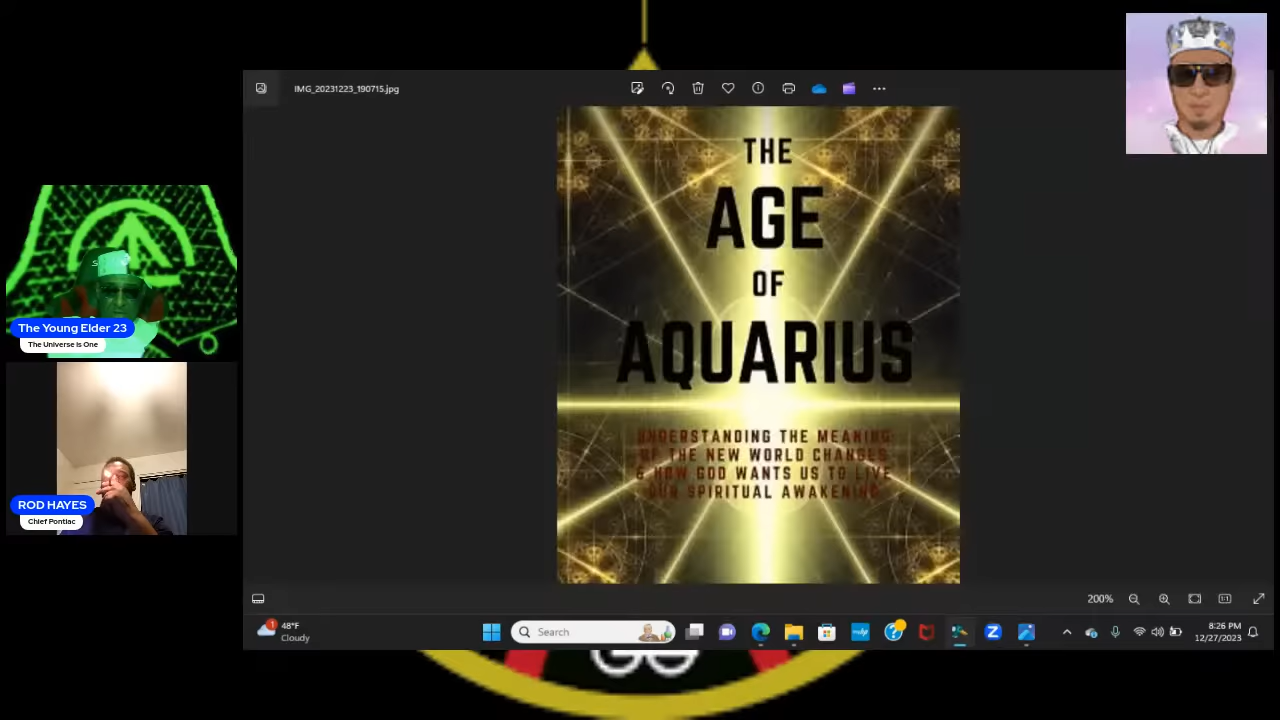 IMG_20231223_190715.jpg
THE
AGE
OF
AQUARIUS
UNDERSTANDING THE MEANING
OF THE NEW WORLD CHANGES
& HOW GOD WANTS US TO LIVE
OUR SPIRITUAL AWAKENING
The Young Elder 23
The Universe is One
ROD HAYES
Chief Pontiac
200%
1
48°F
Cloudy
Search
8:26 PM
12/27/2023